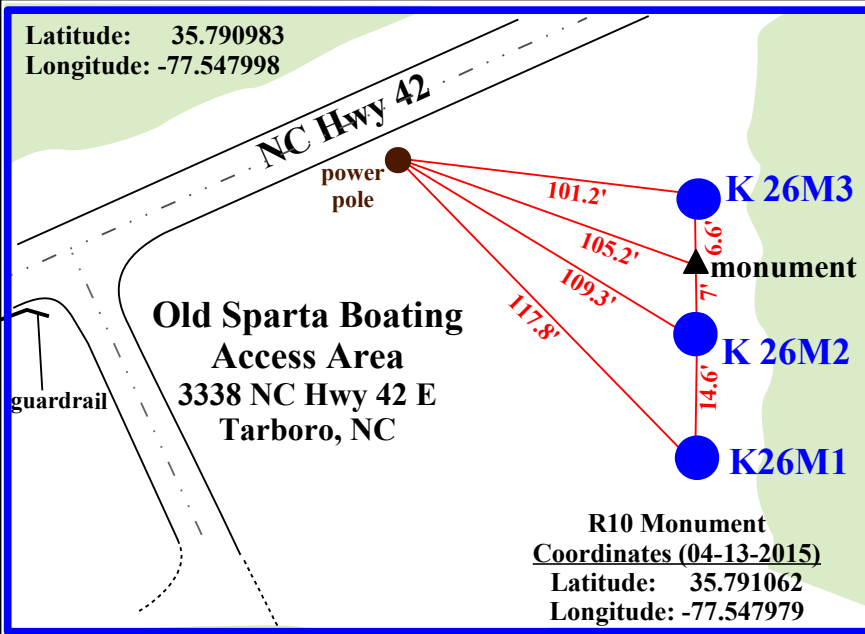 Latitude: 35.790983
Longitude: -77.547998
NC Hwy 42
power
pole
101.2'
K 26M3
6.6'
105.2'
monument
109.3'
7'
117.8'
K 26M2
14.6'
K26M1
Old Sparta Boating
Access Area
3338 NC Hwy 42 E
Tarboro, NC
guardrail
R10 Monument
Coordinates (04-13-2015)
Latitude: 35.791062
Longitude: -77.547979